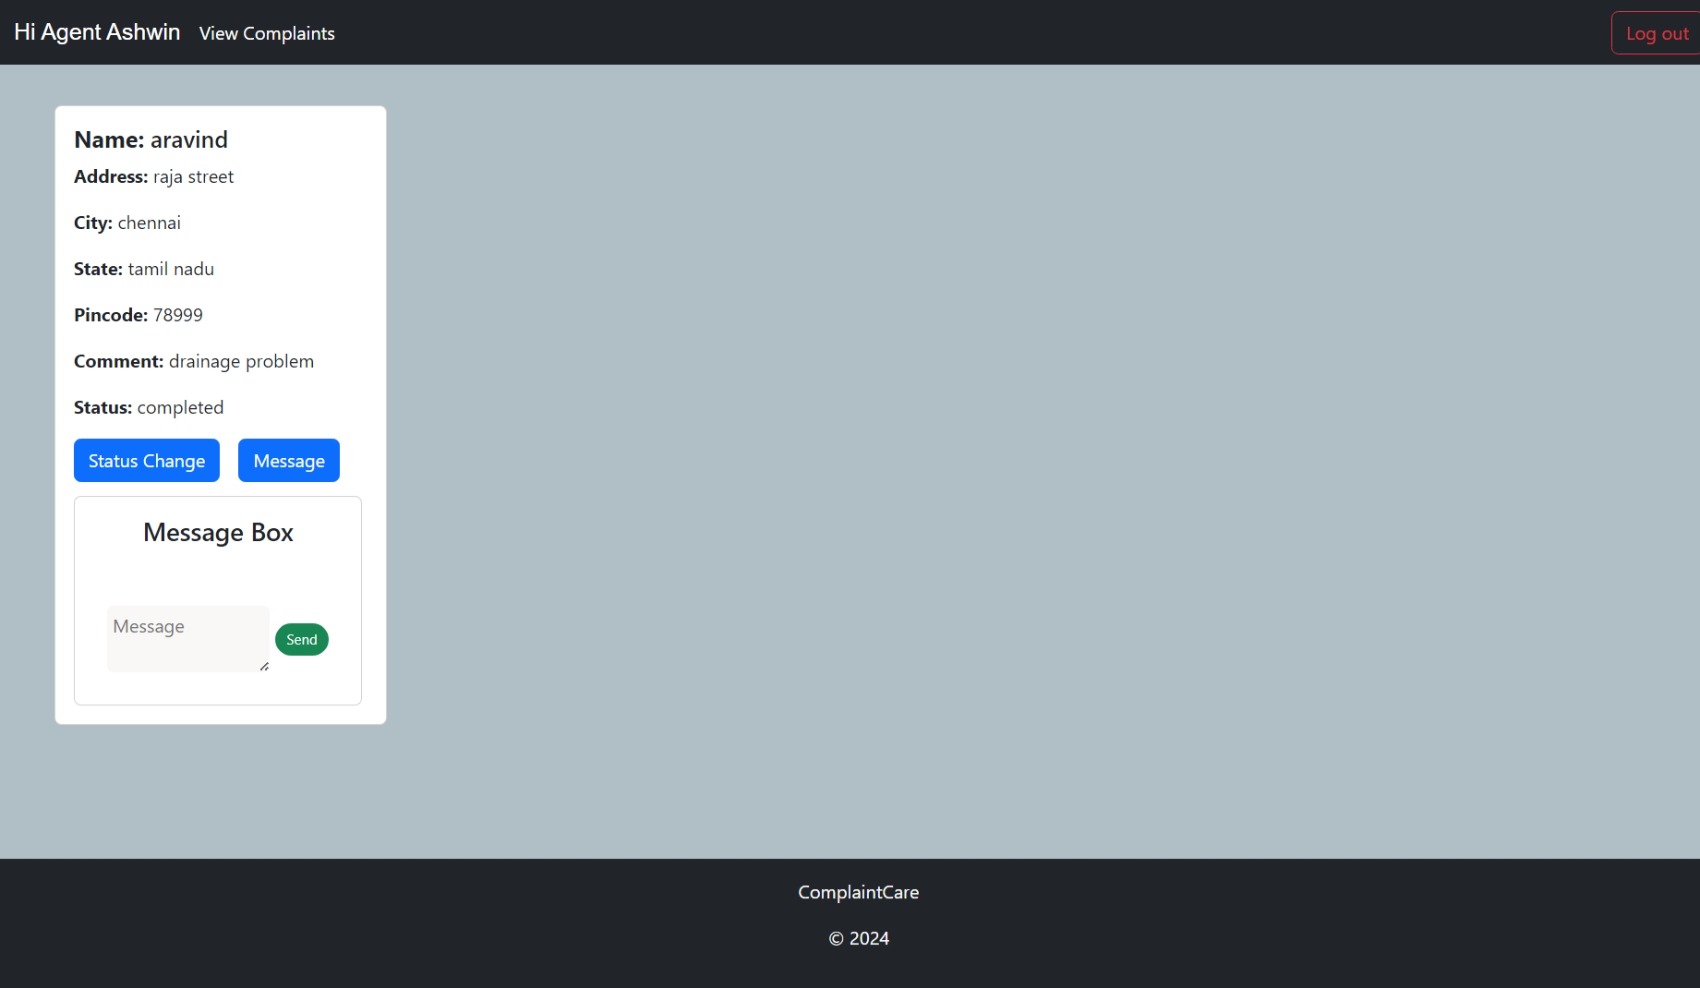 Hi Agent Ashwin View Complaints Log out
Name: aravind
Address: raja street
City: chennai
State: tamil nadu
Pincode: 78999
Comment: drainage problem
Status: completed
Status Change Message
Message Box
Message Send
ComplaintCare
© 2024